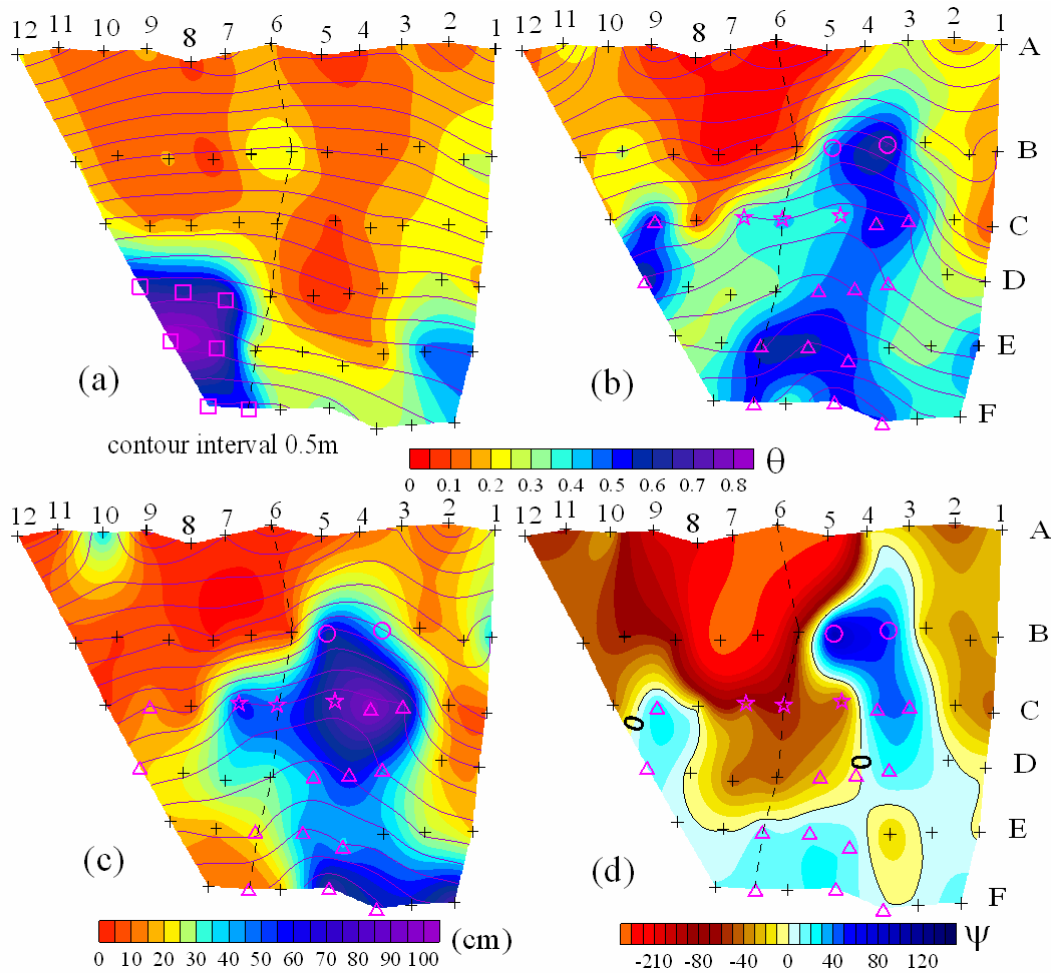 12 11 10 9 8 7 6 5 4 3 2 1
12 11 10 9 8 7 6 5 4 3 2 1
A
B
C
D
E
F
(a)
(b)
contour interval 0.5m
0 0.1 0.2 0.3 0.4 0.5 0.6 0.7 0.8
θ
12 11 10 9 8 7 6 5 4 3 2 1
12 11 10 9 8 7 6 5 4 3 2 1
A
B
C
D
E
F
0
0
(c)
(d)
0 10 20 30 40 50 60 70 80 90 100
(cm)
-210 -80 -40 0 40 80 120
ψ